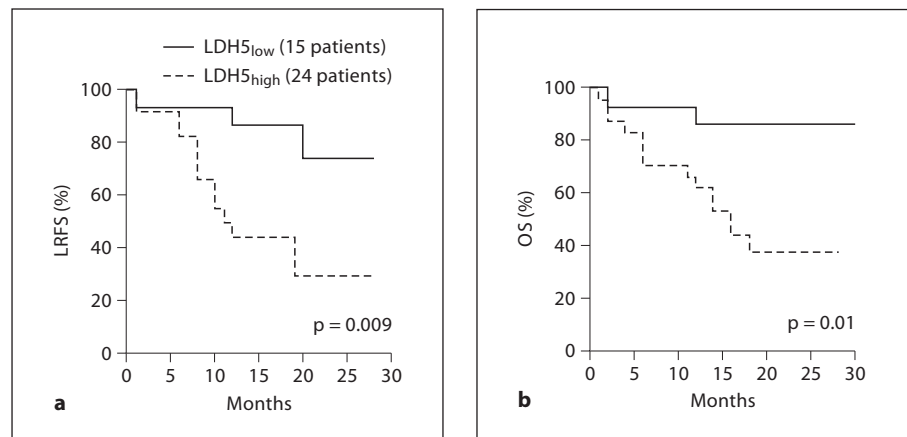 LDH5low (15 patients)
LDH5high (24 patients)
100
80
60
40
20
0
LRFS (%)
p = 0.009
0 5 10 15 20 25 30
Months
a
100
80
60
40
20
0
OS (%)
p = 0.01
0 5 10 15 20 25 30
Months
b